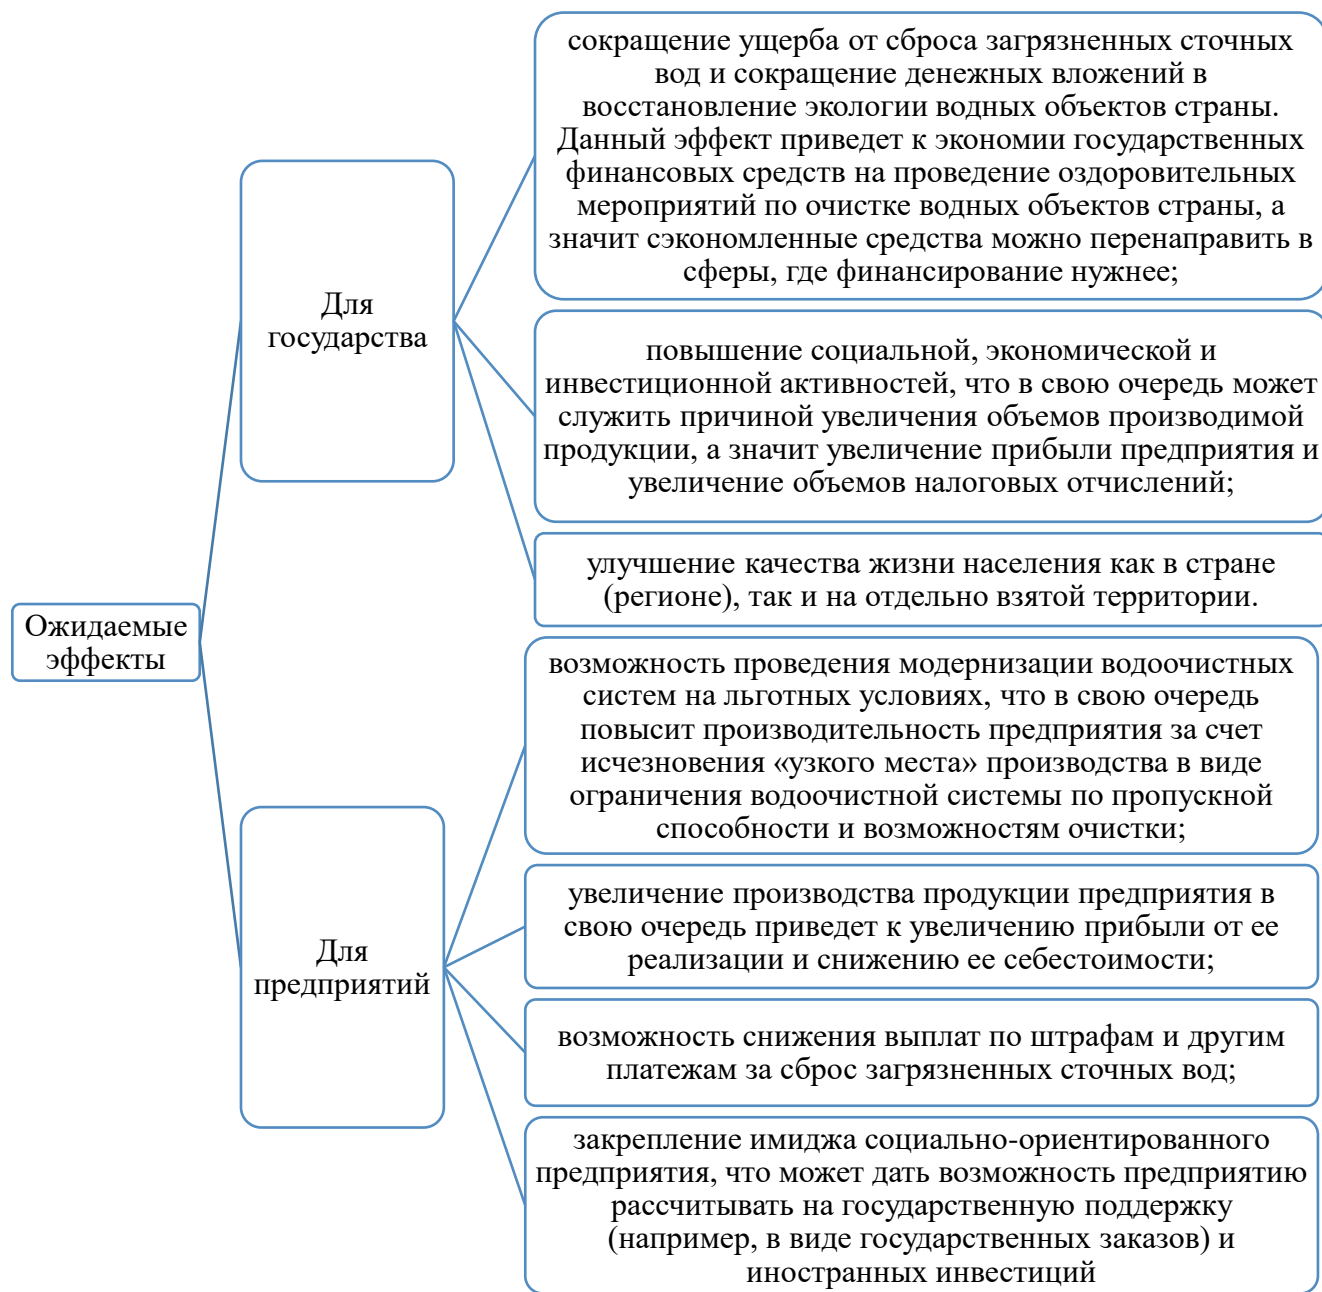 Ожидаемые
эффекты
Для
государства
сокращение ущерба от сброса загрязненных сточных
вод и сокращение денежных вложений в
восстановление экологии водных объектов страны.
Данный эффект приведет к экономии государственных
финансовых средств на проведение оздоровительных
мероприятий по очистке водных объектов страны, а
значит сэкономленные средства можно перенаправить в
сферы, где финансирование нужнее;
повышение социальной, экономической и
инвестиционной активностей, что в свою очередь может
служить причиной увеличения объемов производимой
продукции, а значит увеличение прибыли предприятия и
увеличение объемов налоговых отчислений;
улучшение качества жизни населения как в стране
(регионе), так и на отдельно взятой территории.
Для
предприятий
возможность проведения модернизации водоочистных
систем на льготных условиях, что в свою очередь
повысит производительность предприятия за счет
исчезновения «узкого места» производства в виде
ограничения водоочистной системы по пропускной
способности и возможностям очистки;
увеличение производства продукции предприятия в
свою очередь приведет к увеличению прибыли от ее
реализации и снижению ее себестоимости;
возможность снижения выплат по штрафам и другим
платежам за сброс загрязненных сточных вод;
закрепление имиджа социально-ориентированного
предприятия, что может дать возможность предприятию
рассчитывать на государственную поддержку
(например, в виде государственных заказов) и
иностранных инвестиций